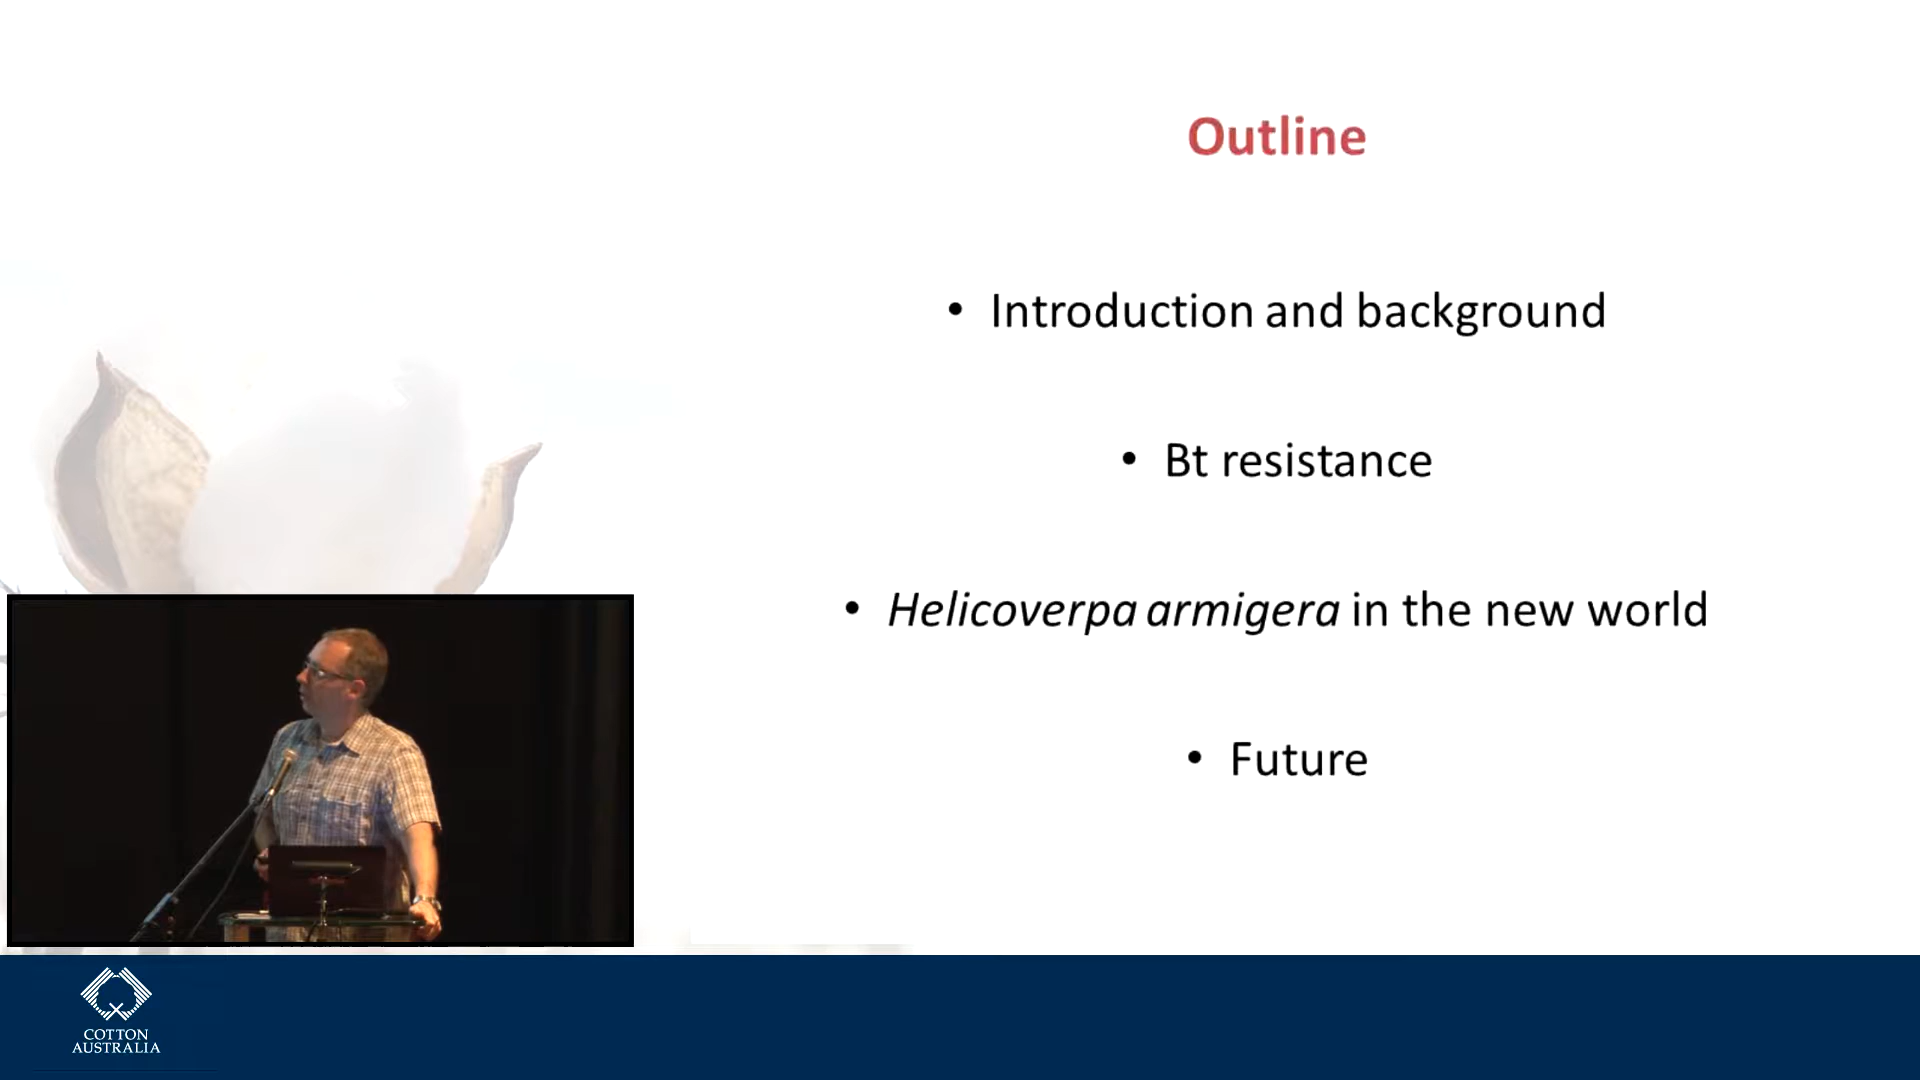 Outline
• Introduction and background
• Bt resistance
• Helicoverpa armigera in the new world
• Future
COTTON
AUSTRALIA